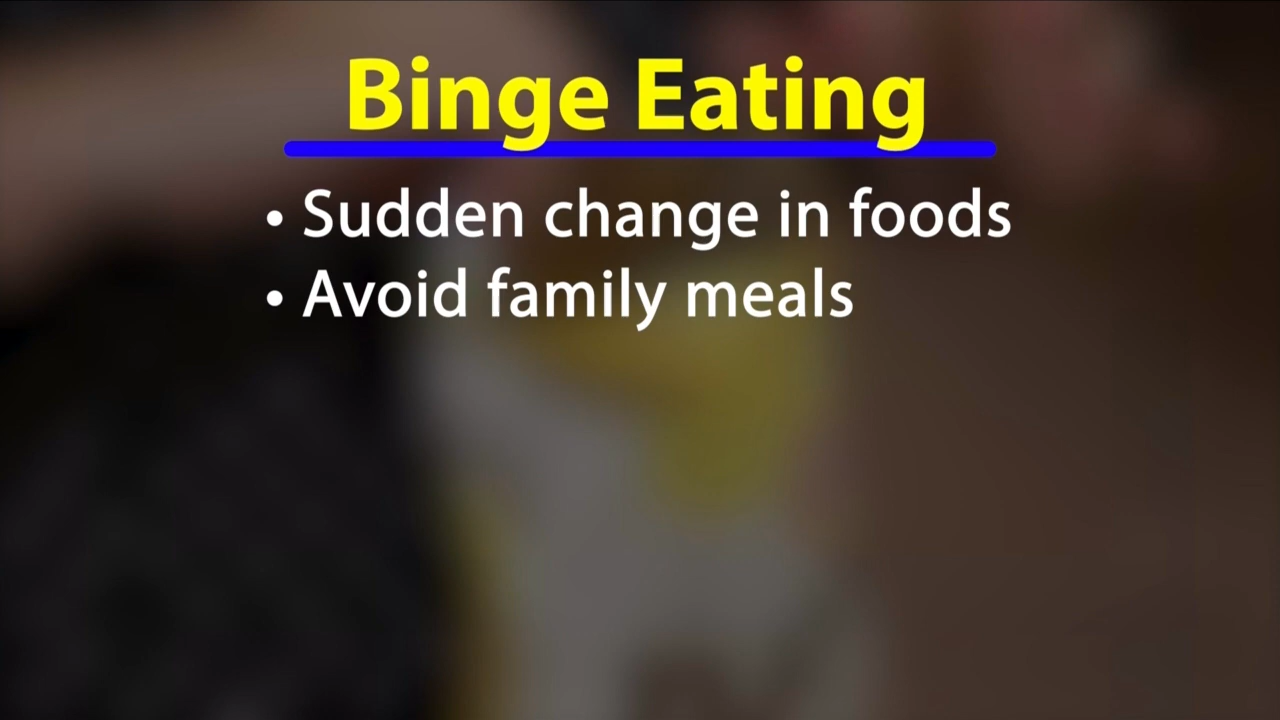 Binge Eating
• Sudden change in foods
• Avoid family meals